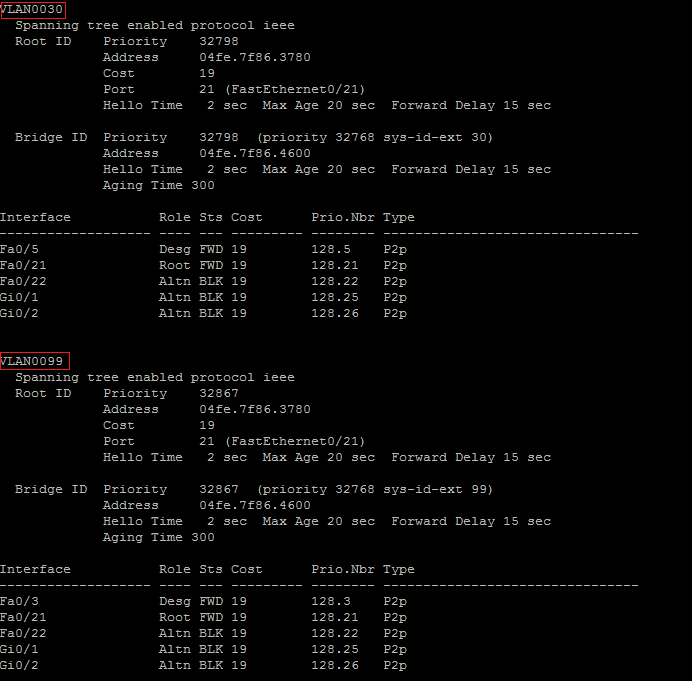 VLAN0030
  Spanning tree enabled protocol ieee
  Root ID    Priority    32798
             Address     04fe.7f86.3780
             Cost        19
             Port        21 (FastEthernet0/21)
             Hello Time   2 sec  Max Age 20 sec  Forward Delay 15 sec

  Bridge ID  Priority    32798  (priority 32768 sys-id-ext 30)
             Address     04fe.7f86.4600
             Hello Time   2 sec  Max Age 20 sec  Forward Delay 15 sec
             Aging Time 300

Interface           Role Sts Cost      Prio.Nbr Type
------------------- ---- --- --------- -------- --------------------------------
Fa0/5               Desg FWD 19        128.5    P2p
Fa0/21              Root FWD 19        128.21   P2p
Fa0/22              Altn BLK 19        128.22   P2p
Gi0/1               Altn BLK 19        128.25   P2p
Gi0/2               Altn BLK 19        128.26   P2p

VLAN0099
  Spanning tree enabled protocol ieee
  Root ID    Priority    32867
             Address     04fe.7f86.3780
             Cost        19
             Port        21 (FastEthernet0/21)
             Hello Time   2 sec  Max Age 20 sec  Forward Delay 15 sec

  Bridge ID  Priority    32867  (priority 32768 sys-id-ext 99)
             Address     04fe.7f86.4600
             Hello Time   2 sec  Max Age 20 sec  Forward Delay 15 sec
             Aging Time 300

Interface           Role Sts Cost      Prio.Nbr Type
------------------- ---- --- --------- -------- --------------------------------
Fa0/3               Desg FWD 19        128.3    P2p
Fa0/21              Root FWD 19        128.21   P2p
Fa0/22              Altn BLK 19        128.22   P2p
Gi0/1               Altn BLK 19        128.25   P2p
Gi0/2               Altn BLK 19        128.26   P2p